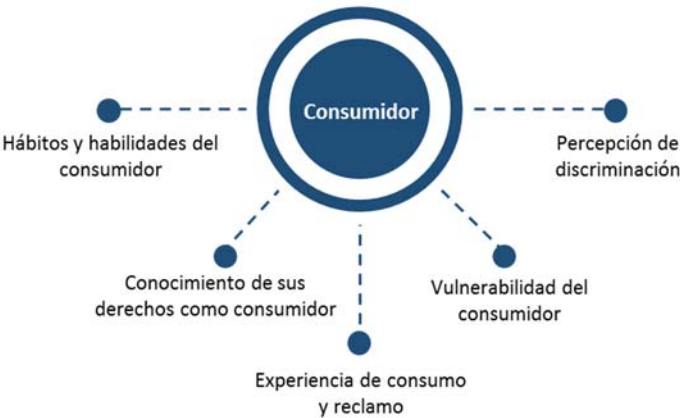 Consumidor
Hábitos y habilidades del
consumidor
Percepción de
discriminación
Conocimiento de sus
derechos como consumidor
Vulnerabilidad del
consumidor
Experiencia de consumo
y reclamo